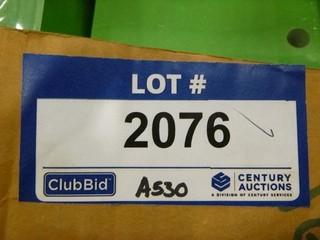 LOT #
2076
ClubBid
A530
CENTURY
AUCTIONS
A DIVISION OF CENTURY SERVICES